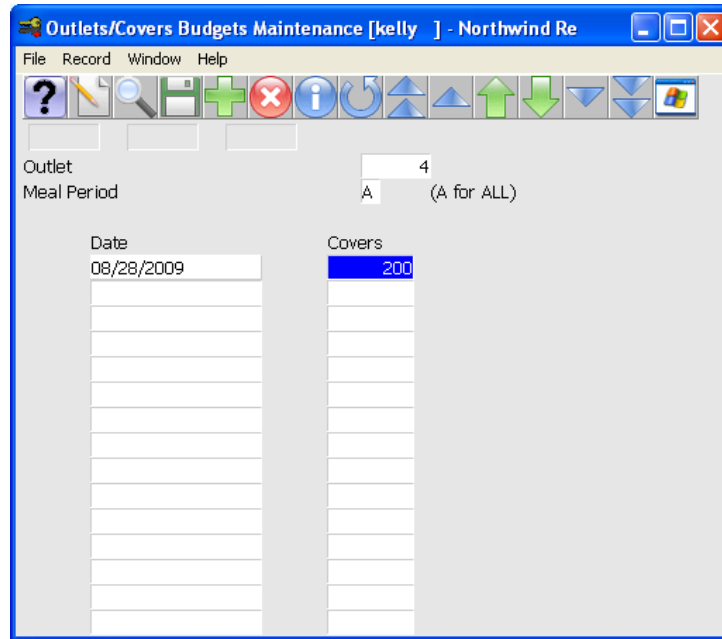 Outlets/Covers Budgets Maintenance [kelly ] - Northwind Re
File Record Window Help
Outlet 4
Meal Period A (A for ALL)
Date Covers
08/28/2009 200